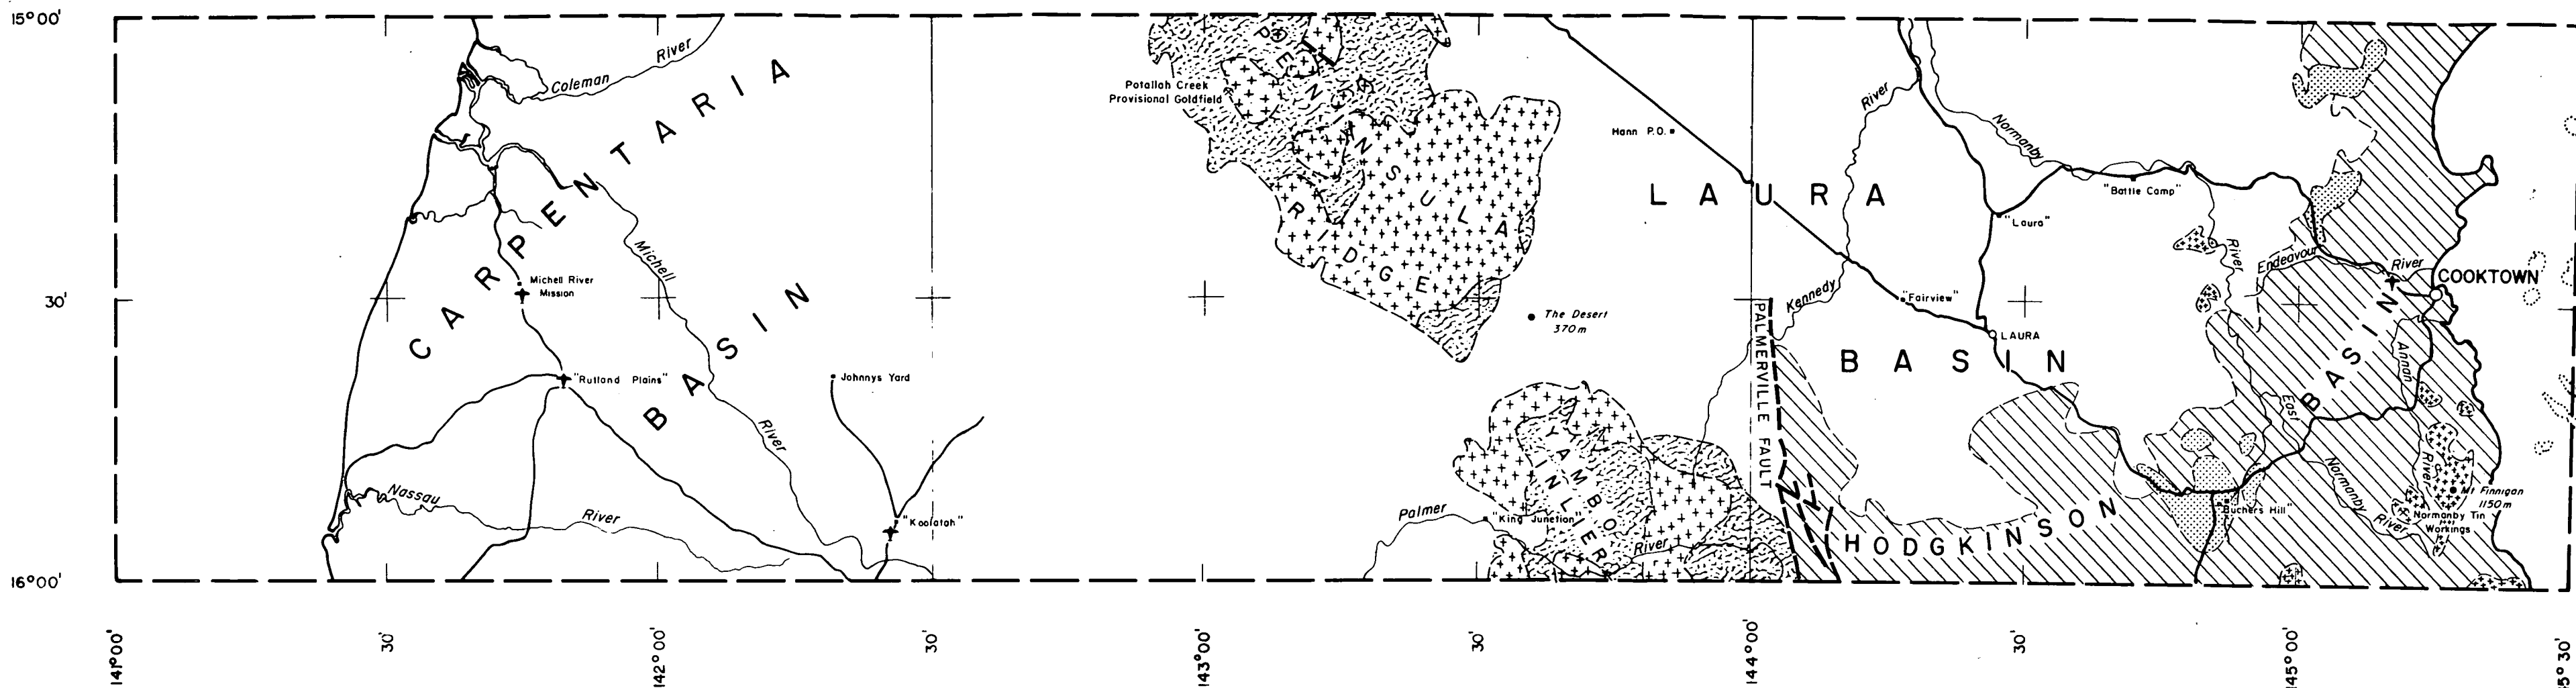 15°00'
Coleman River
CARPENTARIA
BASIN
Potallah Creek
Provisional Goldfield
PENINSULA
RIDGE
Hann P.O.
LAURA
BASIN
River
Normanby
"Battle Camp"
"Laura"
River
Endeavour
River
COOKTOWN
30'
Michell River
Mission
Michell
River
The Desert
370m
Kennedy
"Fairview"
LAURA
PALMERVILLE FAULT
Annan
River
"Rutland Plains"
Johnnys Yard
East
Normanby
River
Nassau
River
"Koolatah"
Palmer
"King Junction"
River
YAMBO
INLIER
HODGKINSON
BASIN
"Buchers Hill"
Mt Finnigan
1150m
Normanby Tin
Workings
16°00'
141°00'
30'
142°00'
30'
143°00'
30'
144°00'
30'
145°00'
5°30'